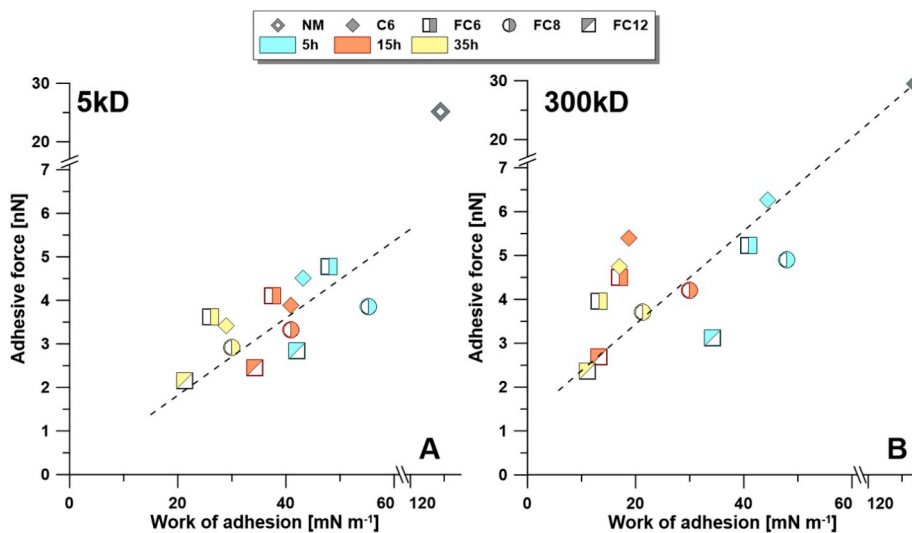 NM C6 FC6 FC8 FC12
5h 15h 35h
5kD
30
20
7
6
5
4
3
2
1
0
Adhesive force [nN]
0 20 40 60 120
Work of adhesion [mN m⁻¹]
A
300kD
30
20
7
6
5
4
3
2
1
0
Adhesive force [nN]
0 20 40 60 120
Work of adhesion [mN m⁻¹]
B